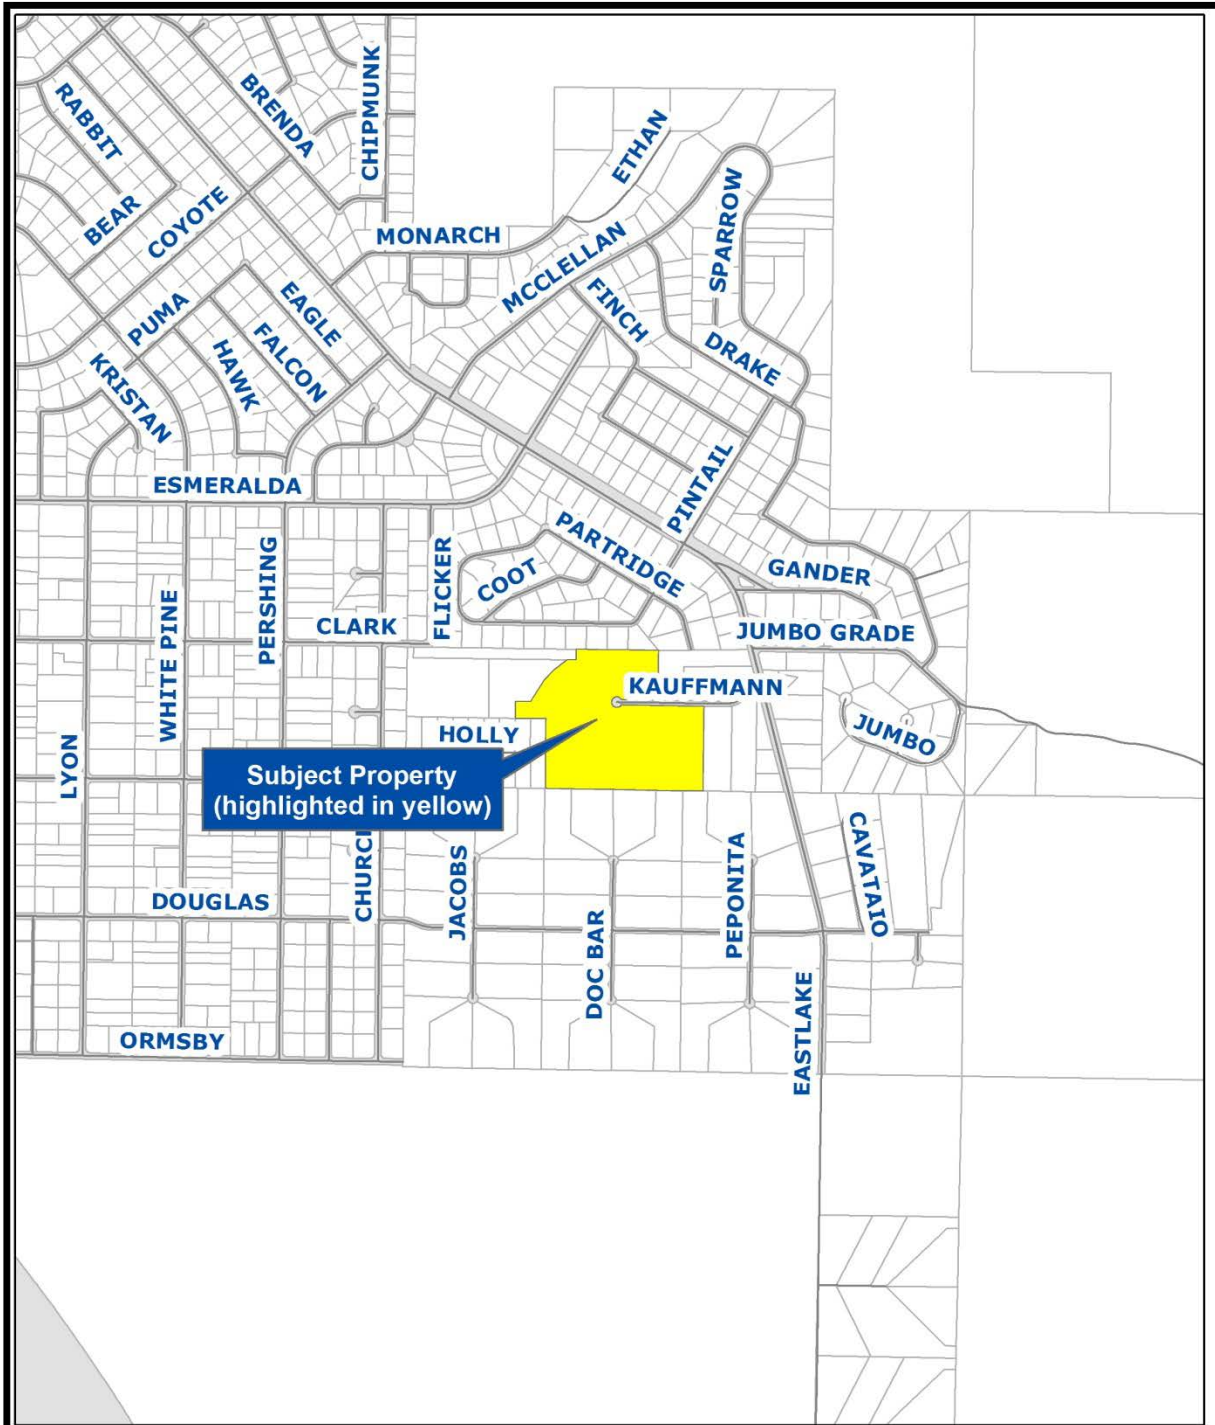 RABBIT
BRENDA
CHIPMUNK
ETHAN
BEAR
COYOTE
MONARCH
SPARROW
MCCLELLAN
PUMA
EAGLE
FINCH
HAWK
FALCON
DRAKE
KRISTAN
ESMERALDA
PINTAIL
PARTRIDGE
PERSHING
FLICKER
COOT
GANDER
WHITE PINE
CLARK
JUMBO GRADE
KAUFFMANN
LYON
HOLLY
JUMBO
Subject Property
(highlighted in yellow)
CHURCH
JACOBS
CAVATAIO
DOUGLAS
DOC BAR
PEPONITA
ORMSBY
EASTLAKE